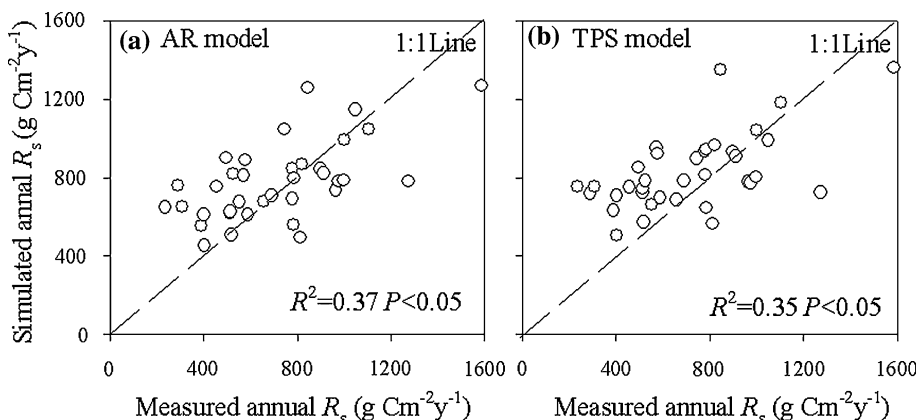 1600
(a) AR model
1:1Line
(b) TPS model
1:1Line
1200
800
400
0
Simulated annal Rs (g Cm⁻²y⁻¹)
R²=0.37 P<0.05
R²=0.35 P<0.05
0 400 800 1200 1600
0 400 800 1200 1600
Measured annual Rs (g Cm⁻²y⁻¹)
Measured annual Rs (g Cm⁻²y⁻¹)